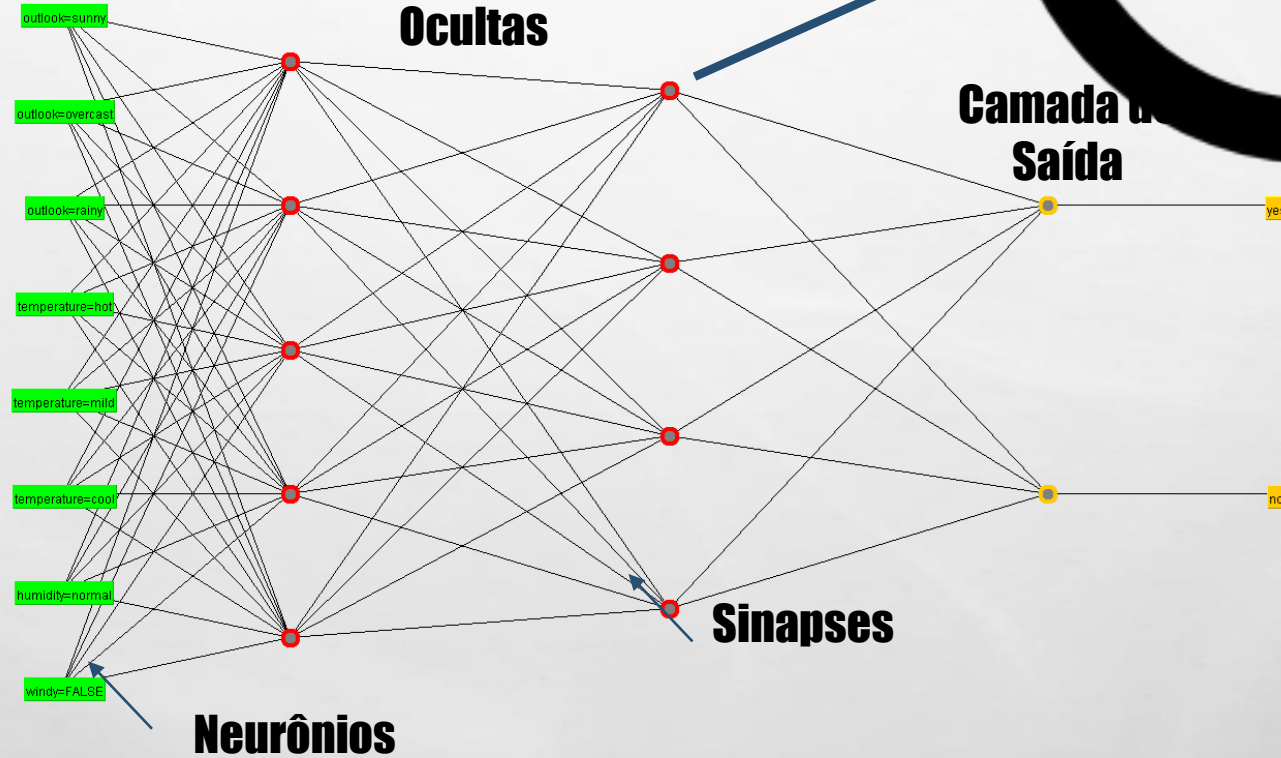 outlook=sunny
outlook=overcast
outlook=rainy
temperature=hot
temperature=mild
temperature=cool
humidity=normal
windy=FALSE
Ocultas
Camada
Saída
Sinapses
Neurônios